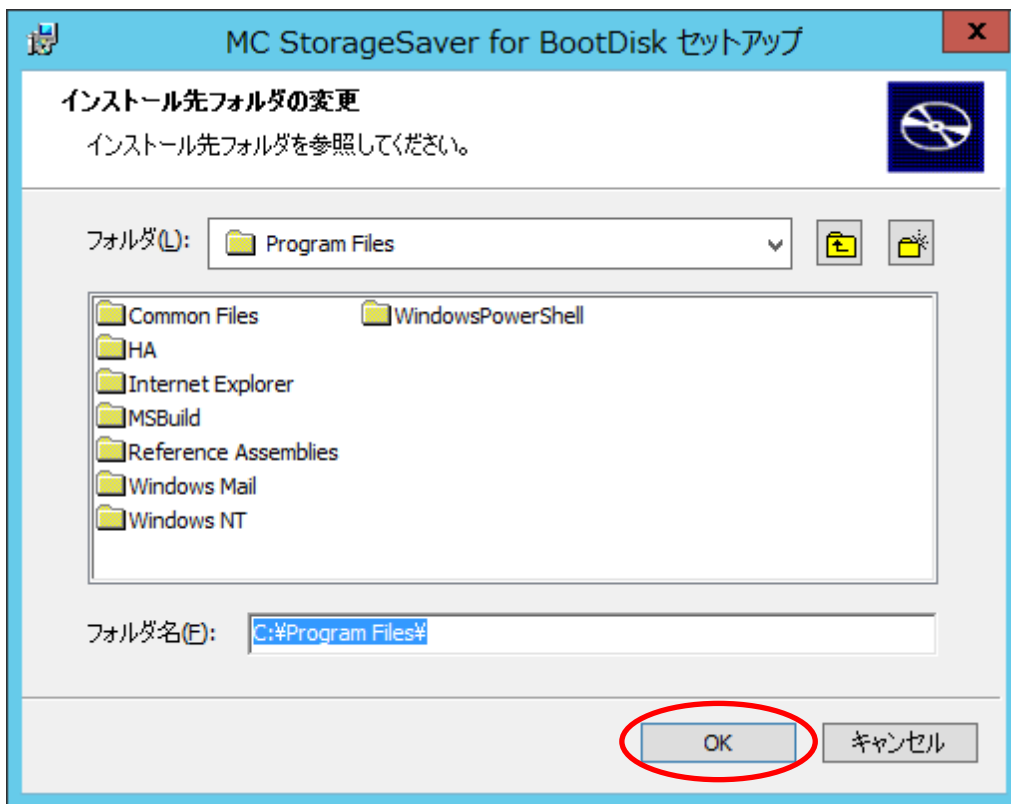 MC StorageSaver for BootDisk セットアップ
x
インストール先フォルダの変更
インストール先フォルダを参照してください。
フォルダ(L): Program Files
Common Files WindowsPowerShell
HA
Internet Explorer
MSBuild
Reference Assemblies
Windows Mail
Windows NT
フォルダ名(F): C:¥Program Files¥
OK キャンセル